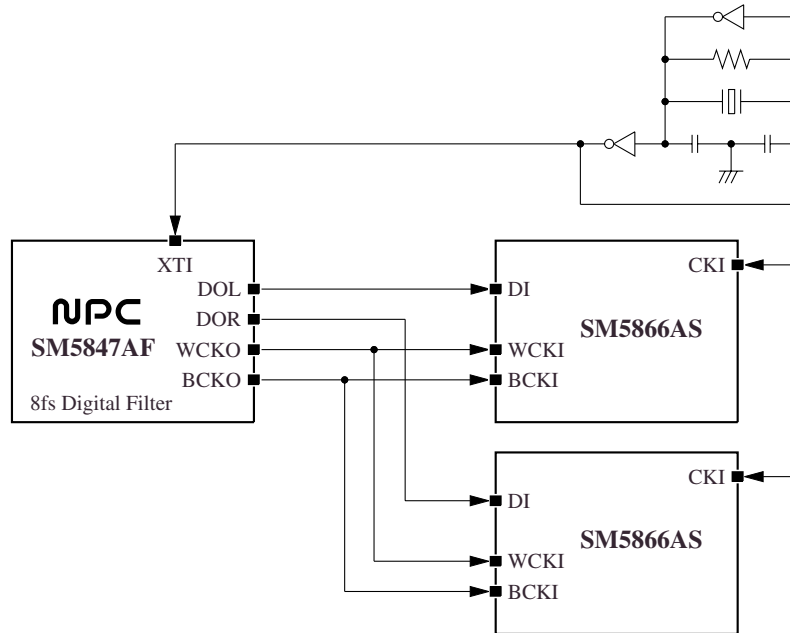 XTI
DOL
DOR
WCKO
BCKO
NPC
SM5847AF
8fs Digital Filter
CKI
DI
SM5866AS
WCKI
BCKI
CKI
DI
SM5866AS
WCKI
BCKI